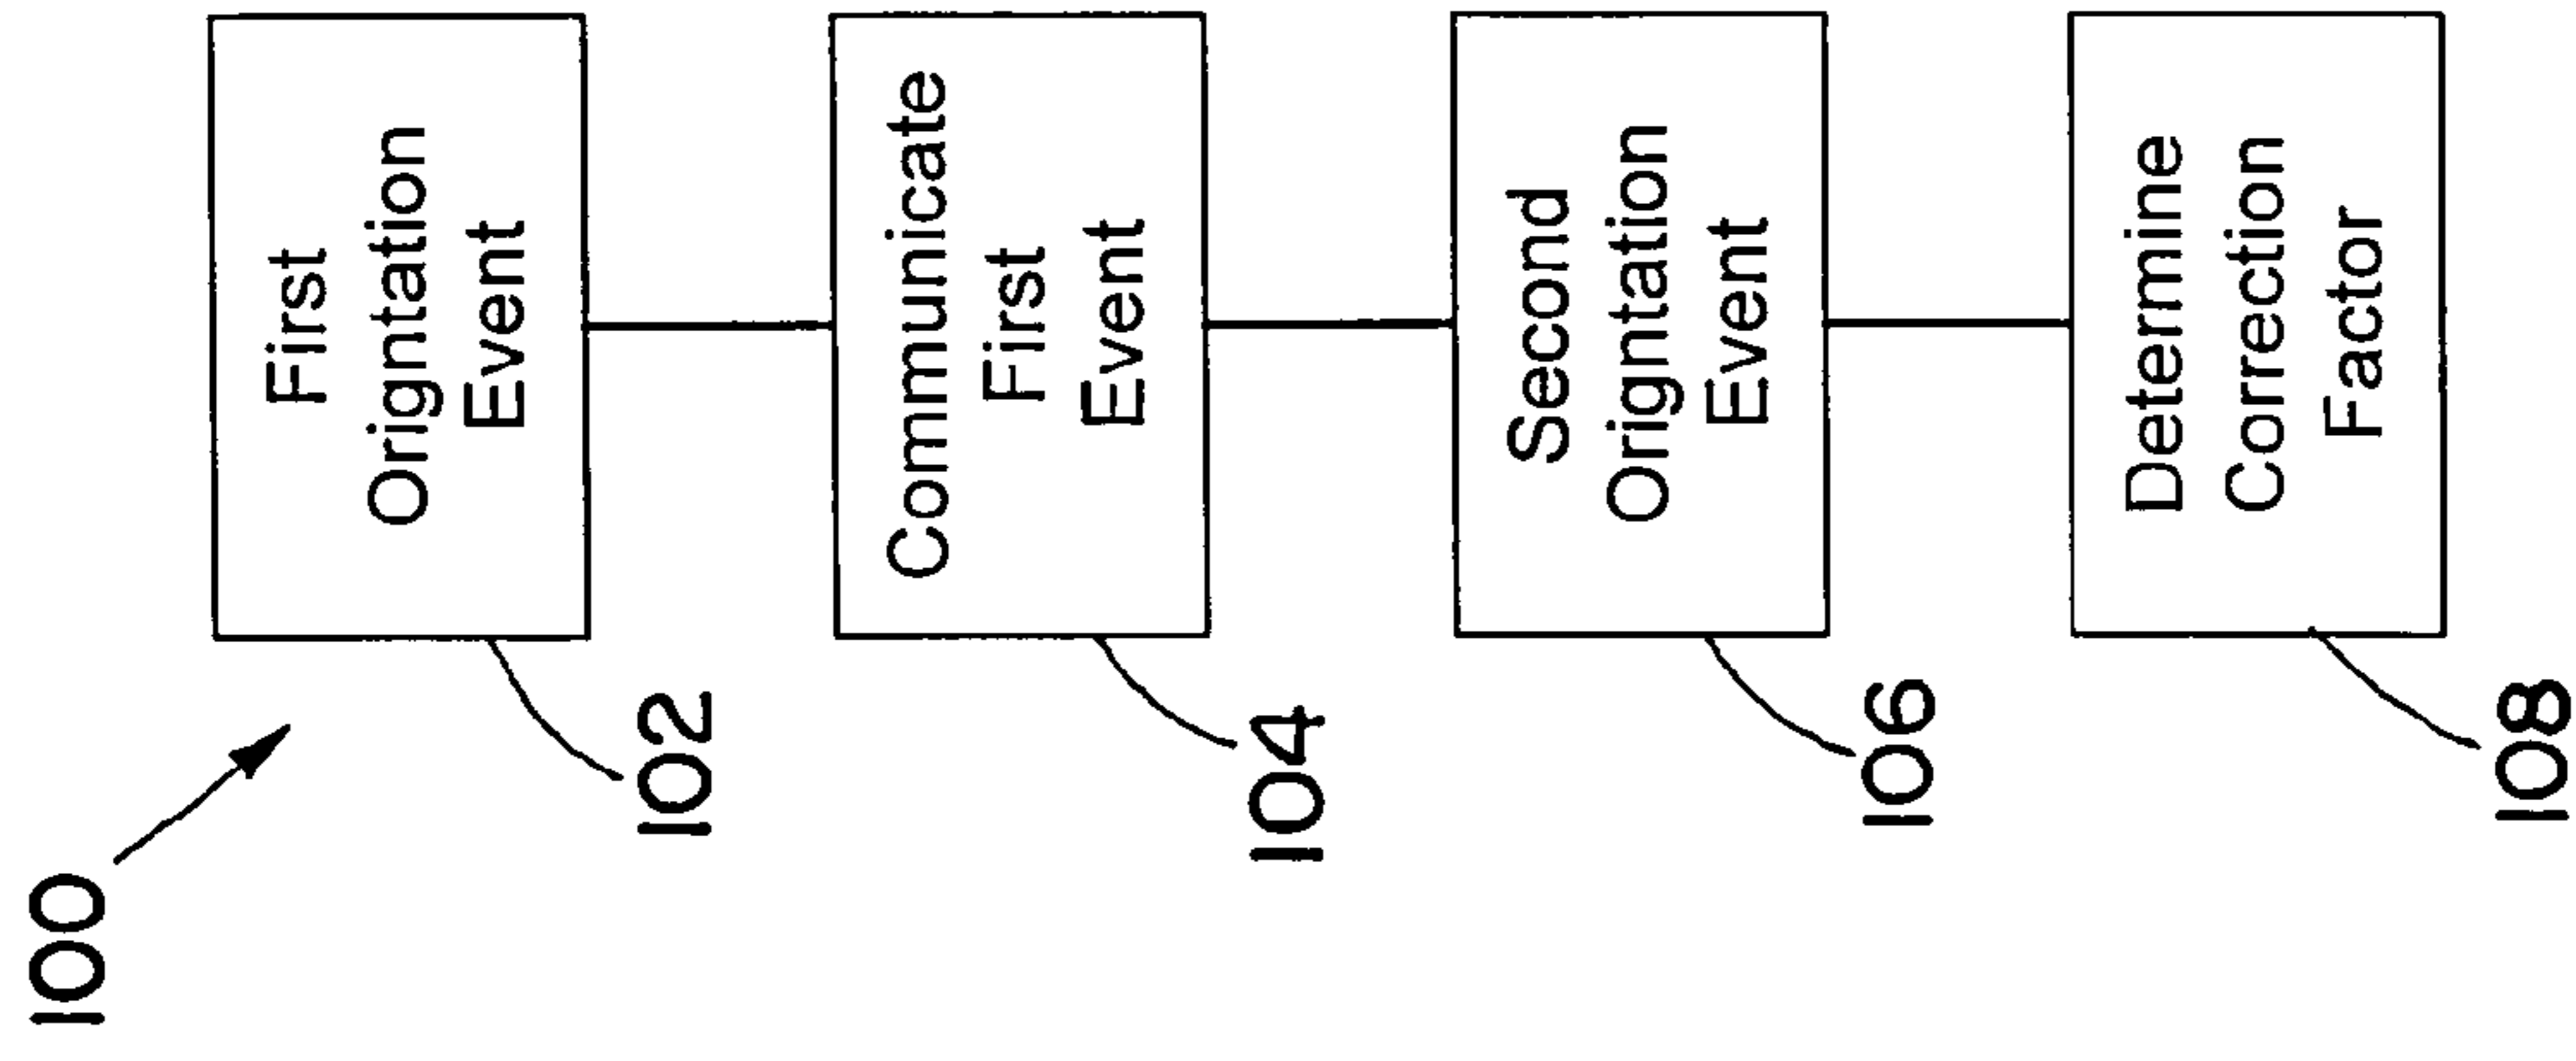 100
First
Origntation
Event
102
Communicate
First
Event
104
Second
Origntation
Event
106
Determine
Correction
Factor
108